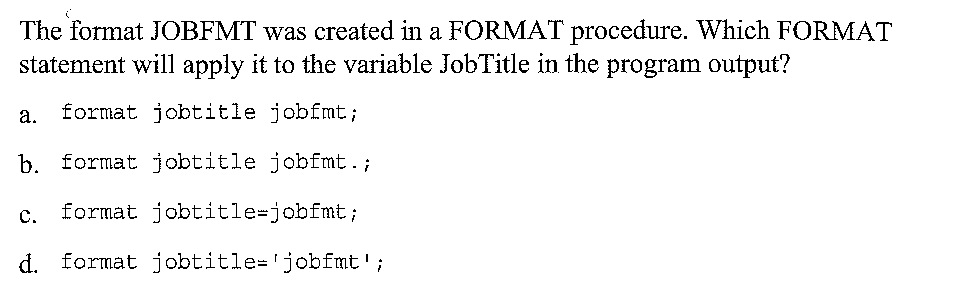 The format JOBFMT was created in a FORMAT procedure. Which FORMAT
statement will apply it to the variable JobTitle in the program output?
a. format jobtitle jobfmt;
b. format jobtitle jobfmt.;
c. format jobtitle=jobfmt;
d. format jobtitle='jobfmt';